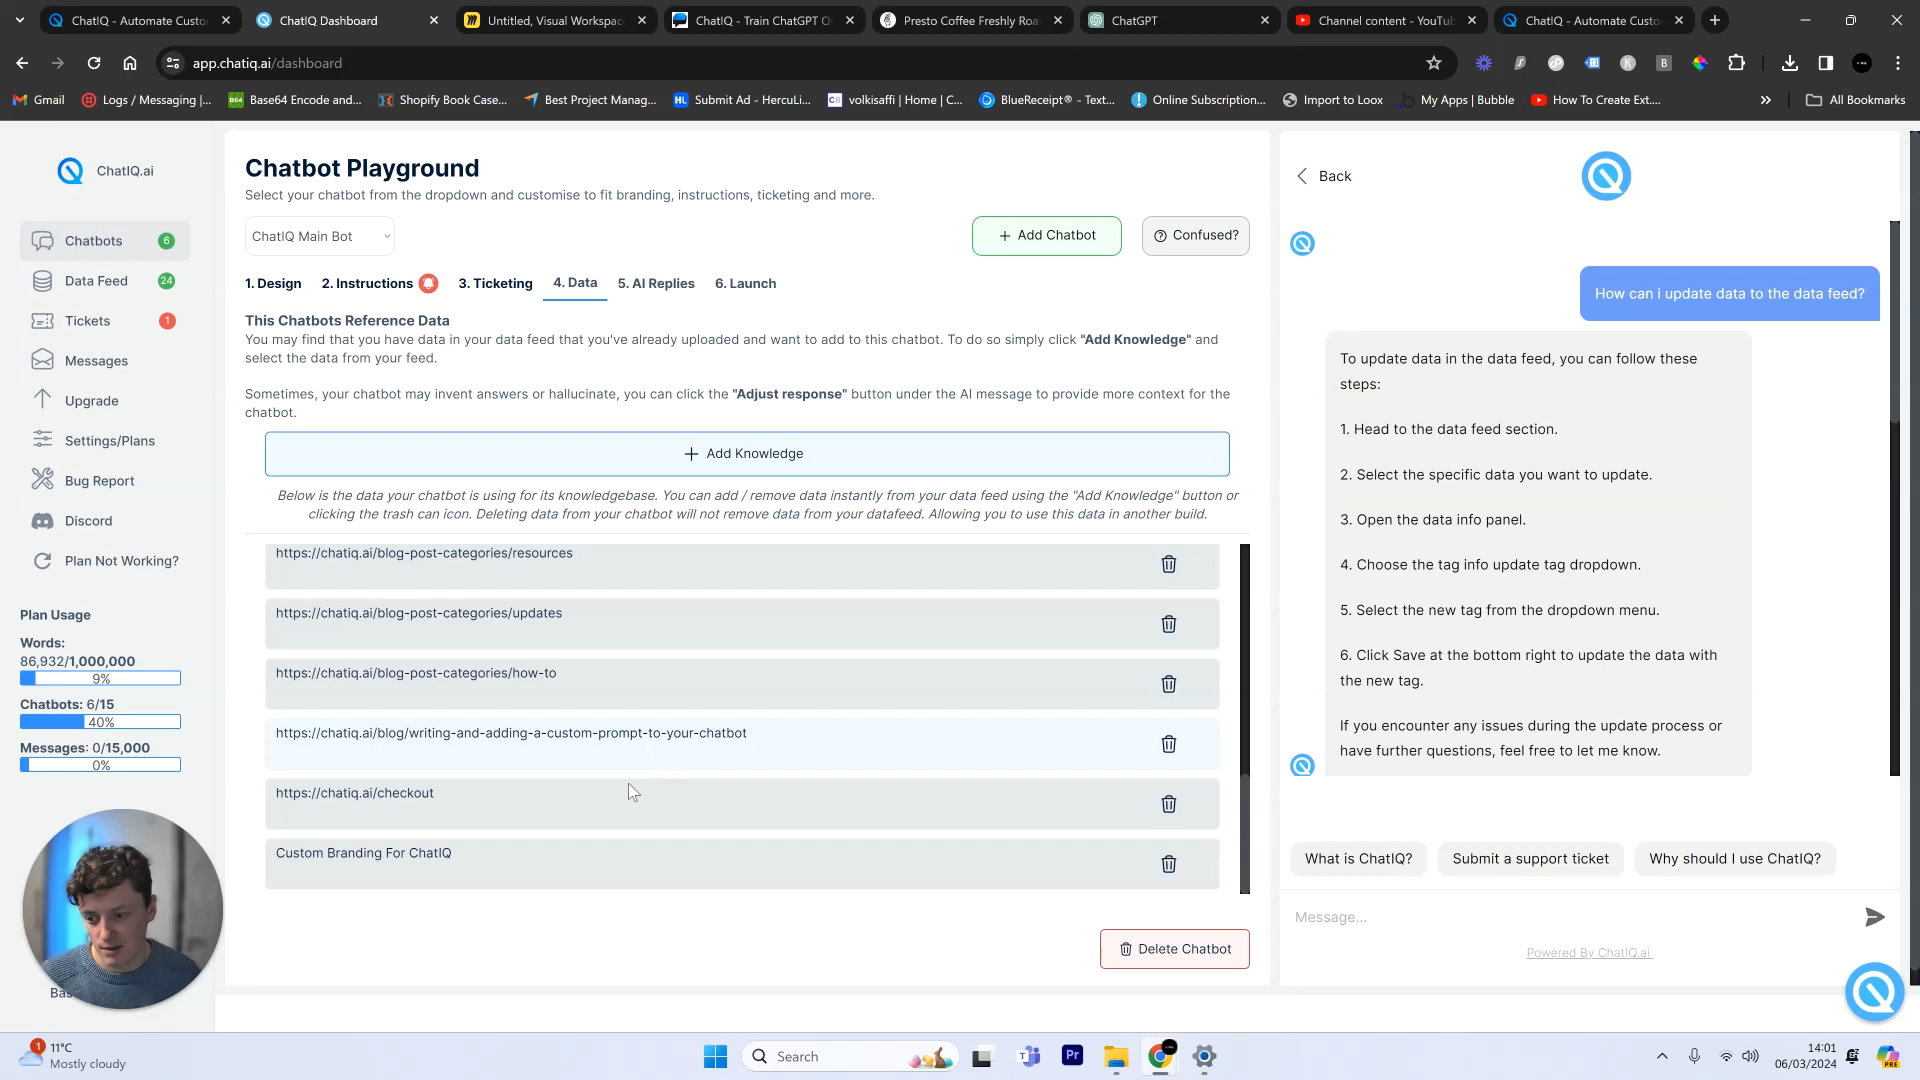 ChatIQ - Automate Custo
ChatIQ Dashboard
Untitled, Visual Workspac
ChatIQ - Train ChatGPT O
Presto Coffee Freshly Roa
ChatGPT
Channel content - YouTu
ChatIQ - Automate Custo
app.chatiq.ai/dashboard
Gmail
Logs / Messaging |...
Base64 Encode and...
Shopify Book Case...
Best Project Manag...
Submit Ad - HercuLi...
volkisaffi | Home | C...
BlueReceipt® - Text...
Online Subscription...
Import to Loox
My Apps | Bubble
How To Create Ext....
All Bookmarks
ChatIQ.ai
Chatbots 6
Data Feed 24
Tickets 1
Messages
Upgrade
Settings/Plans
Bug Report
Discord
Plan Not Working?
Plan Usage
Words:
86,932/1,000,000
9%
Chatbots: 6/15
40%
Messages: 0/15,000
0%
Chatbot Playground
Select your chatbot from the dropdown and customise to fit branding, instructions, ticketing and more.
ChatIQ Main Bot
+ Add Chatbot
Confused?
1. Design 2. Instructions 3. Ticketing 4. Data 5. AI Replies 6. Launch
This Chatbots Reference Data
You may find that you have data in your data feed that you've already uploaded and want to add to this chatbot. To do so simply click "Add Knowledge" and
select the data from your feed.
Sometimes, your chatbot may invent answers or hallucinate, you can click the "Adjust response" button under the AI message to provide more context for the
chatbot.
+ Add Knowledge
Below is the data your chatbot is using for its knowledgebase. You can add / remove data instantly from your data feed using the "Add Knowledge" button or
clicking the trash can icon. Deleting data from your chatbot will not remove data from your datafeed. Allowing you to use this data in another build.
https://chatiq.ai/blog-post-categories/resources
https://chatiq.ai/blog-post-categories/updates
https://chatiq.ai/blog-post-categories/how-to
https://chatiq.ai/blog/writing-and-adding-a-custom-prompt-to-your-chatbot
https://chatiq.ai/checkout
Custom Branding For ChatIQ
Delete Chatbot
Back
How can i update data to the data feed?
To update data in the data feed, you can follow these
steps:
1. Head to the data feed section.
2. Select the specific data you want to update.
3. Open the data info panel.
4. Choose the tag info update tag dropdown.
5. Select the new tag from the dropdown menu.
6. Click Save at the bottom right to update the data with
the new tag.
If you encounter any issues during the update process or
have further questions, feel free to let me know.
What is ChatIQ?
Submit a support ticket
Why should I use ChatIQ?
Message...
Powered By ChatIQ.ai
1
11°C
Mostly cloudy
Search
Pr
14:01
06/03/2024
PRE